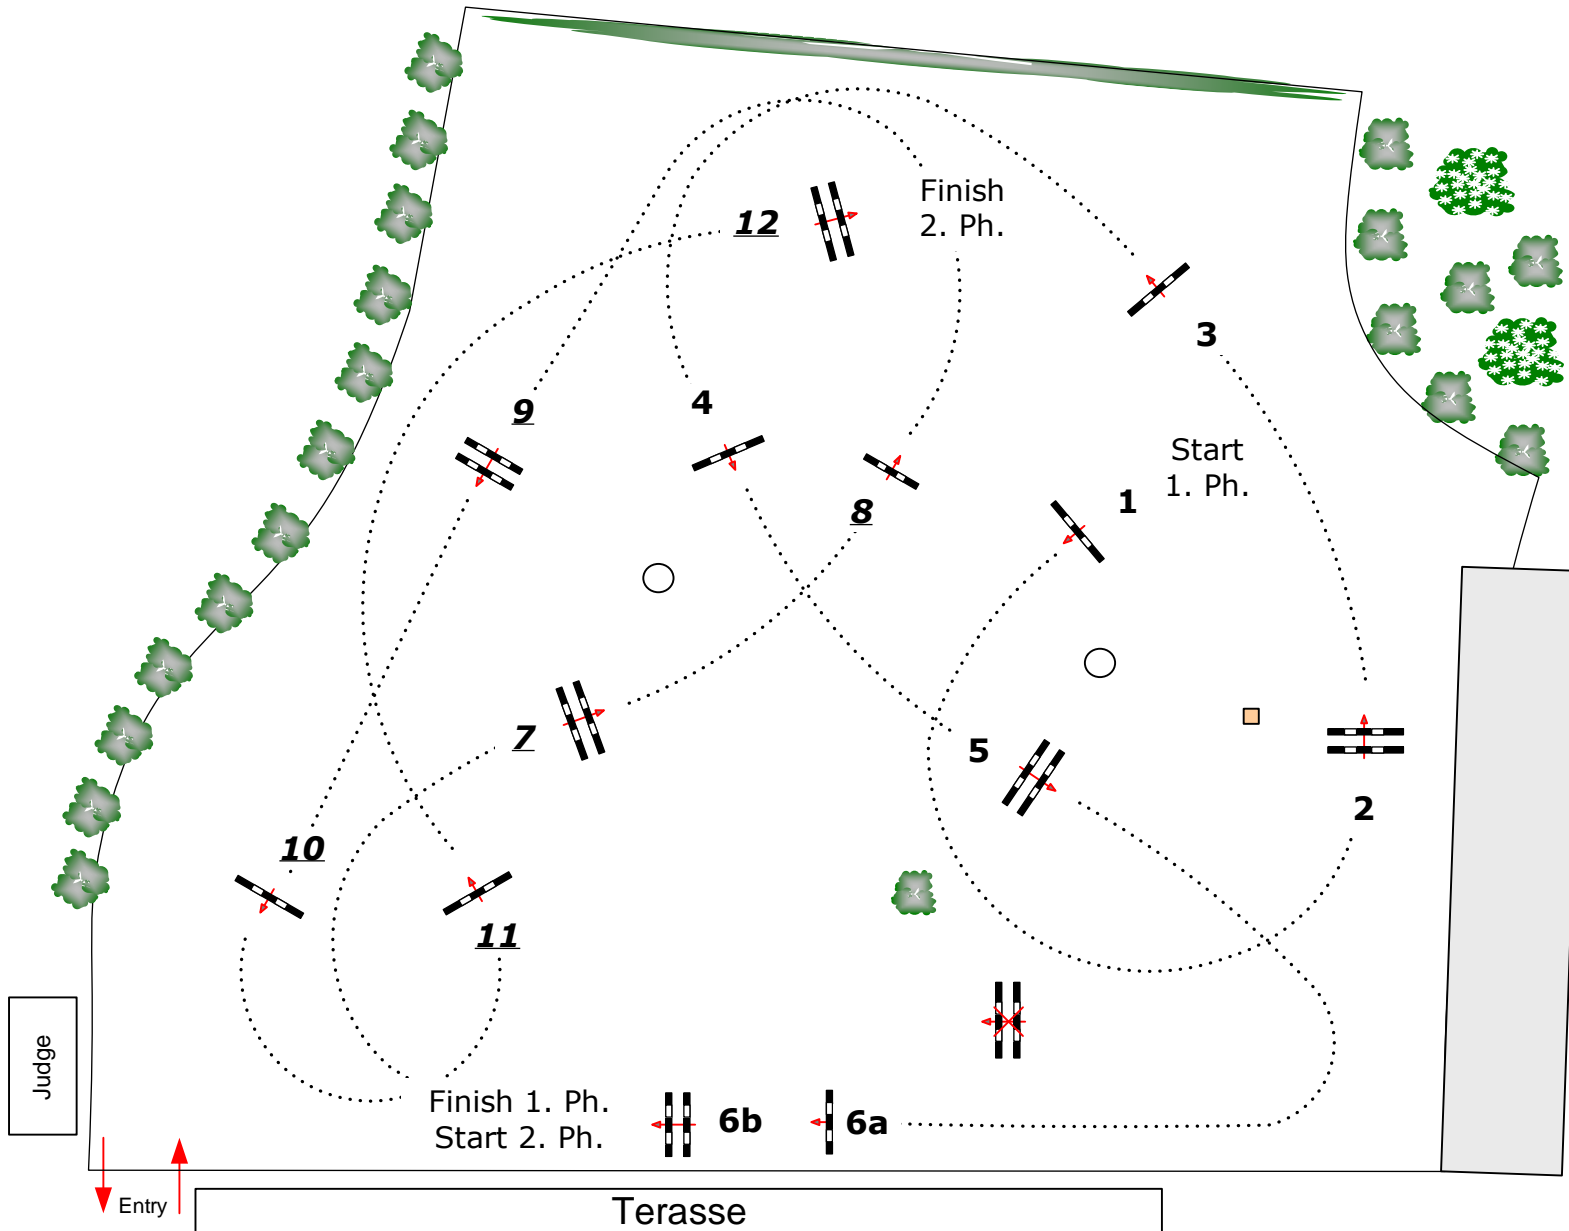 Finish
2. Ph.
12
3
9
4
Start
1. Ph.
1
8
7
5
2
10
11
Judge
Finish 1. Ph.
Start 2. Ph.
6b
6a
Entry
Terasse